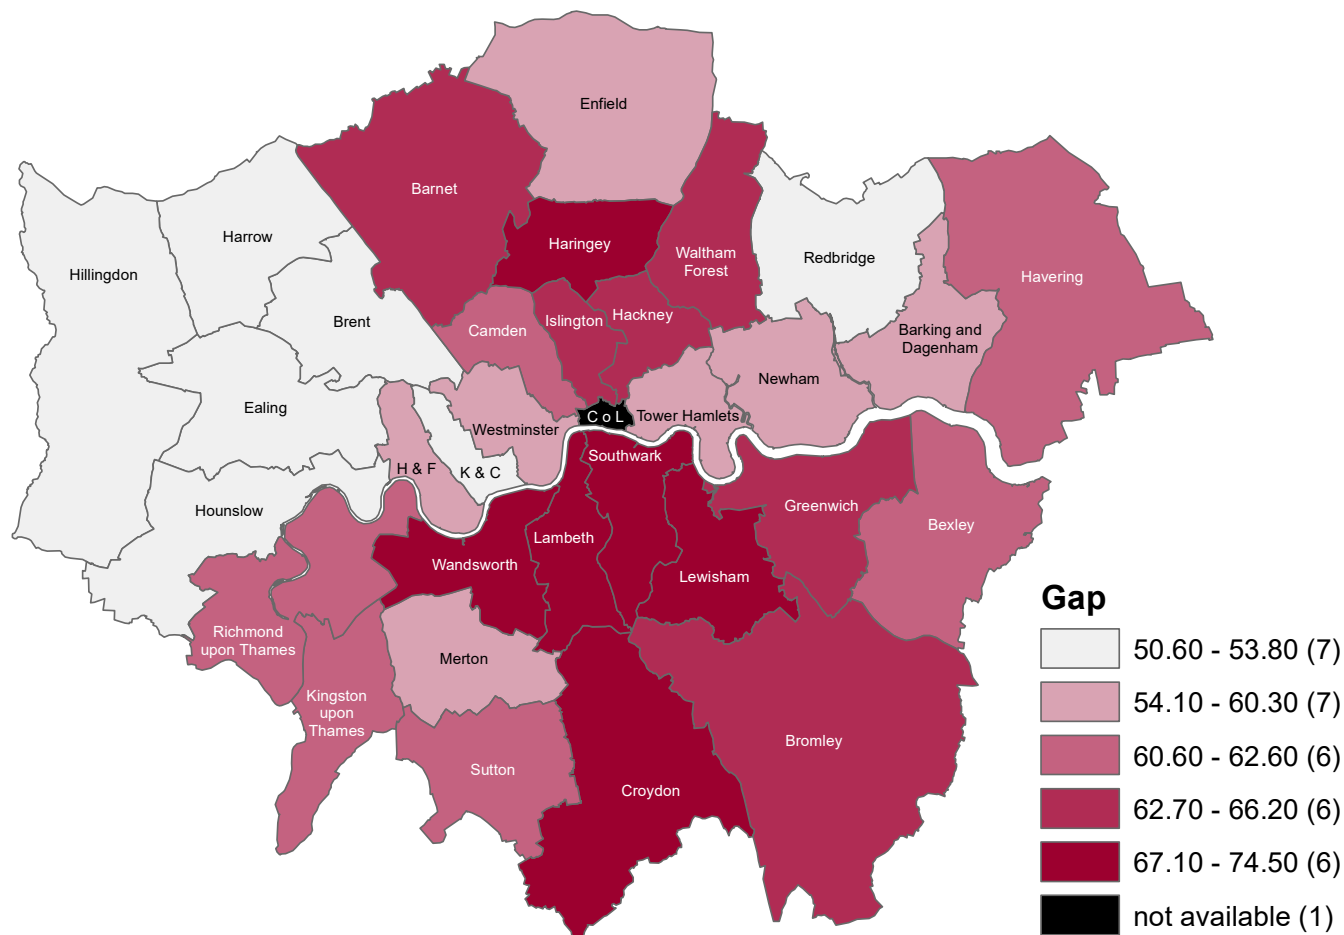 Enfield
Barnet
Harrow
Haringey
Waltham
Forest
Redbridge
Hillingdon
Havering
Brent
Camden
Islington
Hackney
Barking and
Dagenham
Newham
Ealing
Westminster
C o L
Tower Hamlets
H & F
K & C
Southwark
Hounslow
Greenwich
Bexley
Lambeth
Wandsworth
Lewisham
Richmond
upon Thames
Merton
Kingston
upon
Thames
Sutton
Bromley
Croydon
Gap
50.60 - 53.80 (7)
54.10 - 60.30 (7)
60.60 - 62.60 (6)
62.70 - 66.20 (6)
67.10 - 74.50 (6)
not available (1)